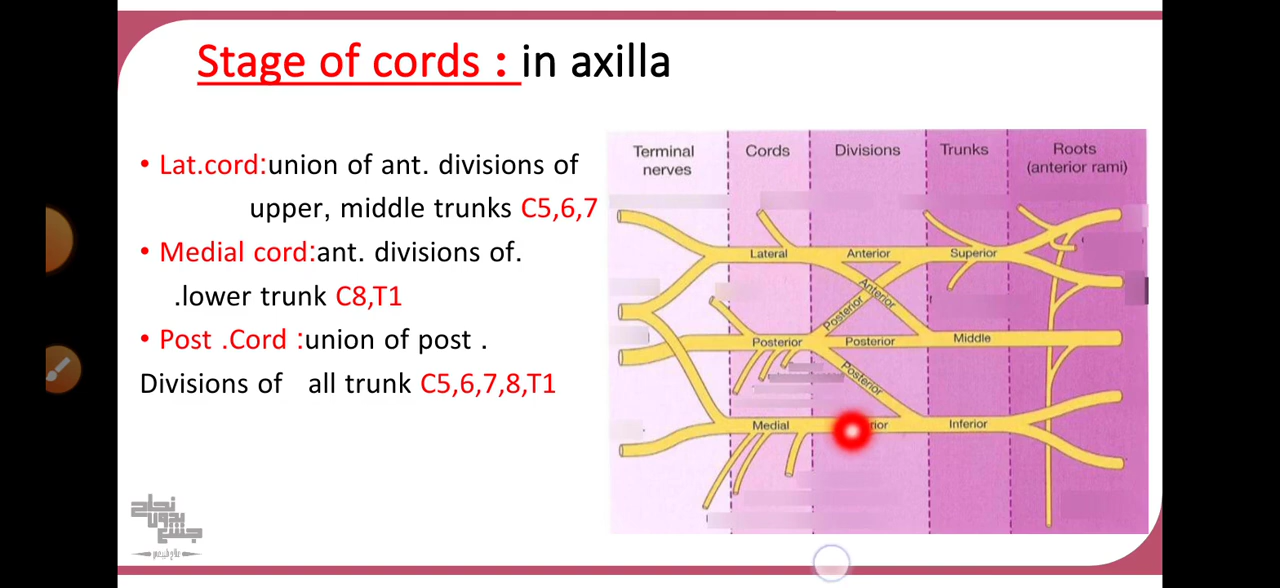 Stage of cords : in axilla
• Lat.cord:union of ant. divisions of
upper, middle trunks C5,6,7
• Medial cord:ant. divisions of.
.lower trunk C8,T1
• Post .Cord :union of post .
Divisions of all trunk C5,6,7,8,T1
Terminal nerves
Cords
Divisions
Trunks
Roots
(anterior rami)
Lateral
Anterior
Superior
Anterior
Posterior
Posterior
Posterior
Middle
Posterior
Medial
Inferior
نجاح
بدون